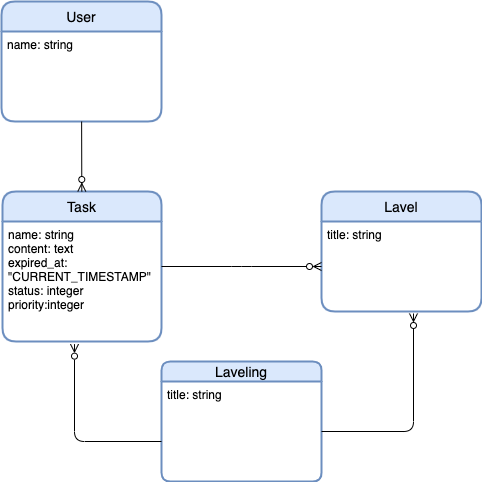 User
name: string
Task
name: string
content: text
expired_at:
"CURRENT_TIMESTAMP"
status: integer
priority:integer
Lavel
title: string
Laveling
title: string